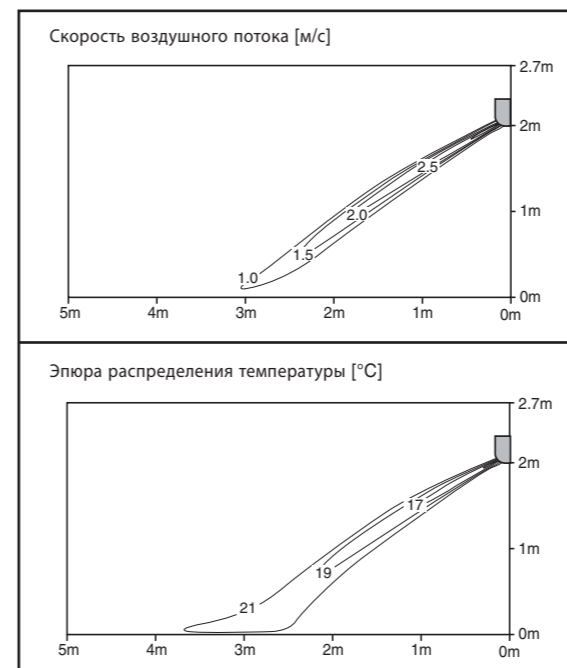 Скорость воздушного потока [м/с]
2.7m
2m
2.5
2.0
1m
1.5
1.0
0m
5m 4m 3m 2m 1m 0m
Эпюра распределения температуры [°C]
2.7m
2m
17
1m
19
21
0m
5m 4m 3m 2m 1m 0m